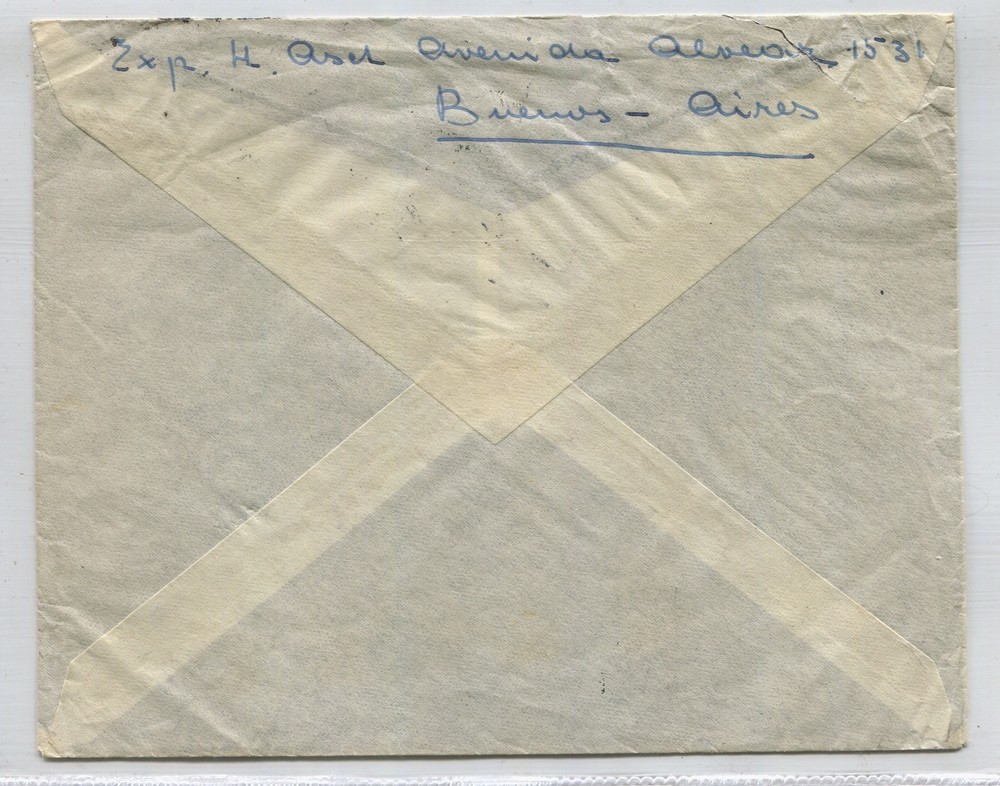 Exp. H. Asch Avenida Alvear 1531
Buenos - Aires